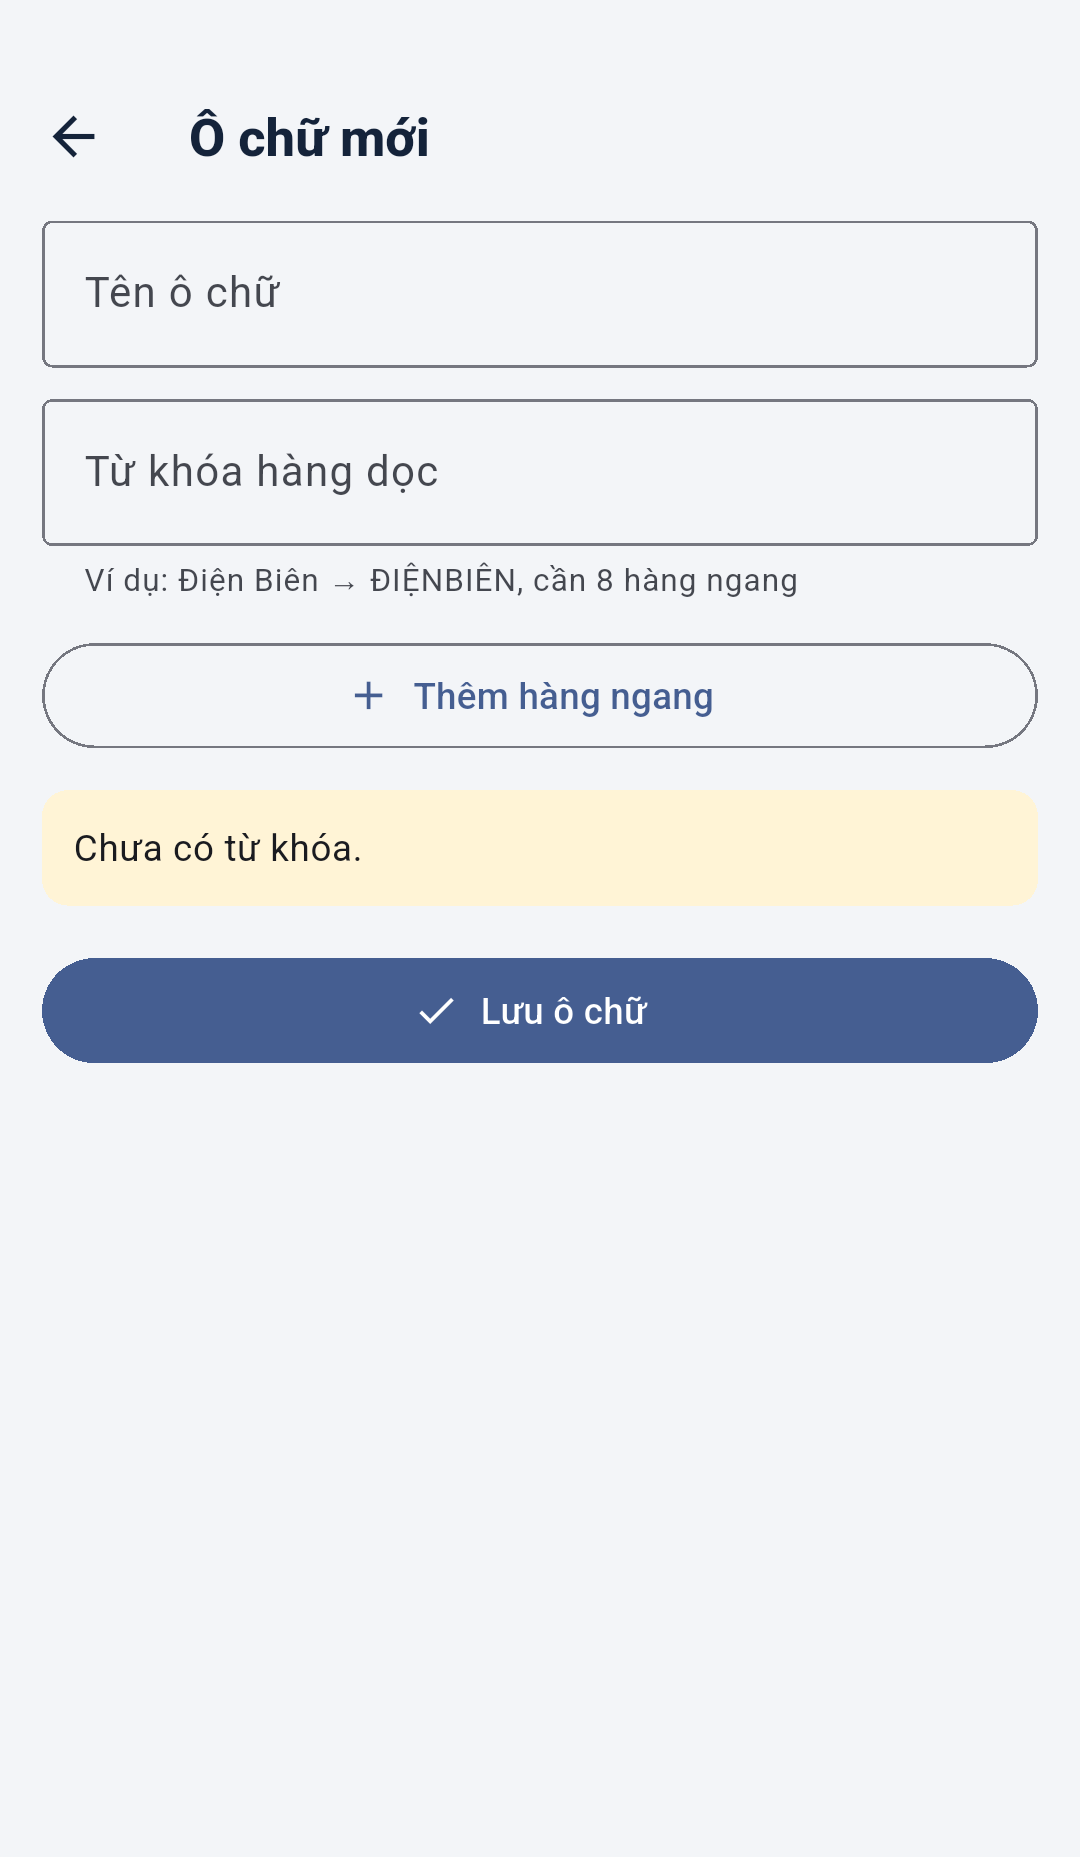 Ô chữ mới
Tên ô chữ
Từ khóa hàng dọc
Ví dụ: Điện Biên → ĐIỆNBIÊN, cần 8 hàng ngang
Thêm hàng ngang
Chưa có từ khóa.
Lưu ô chữ